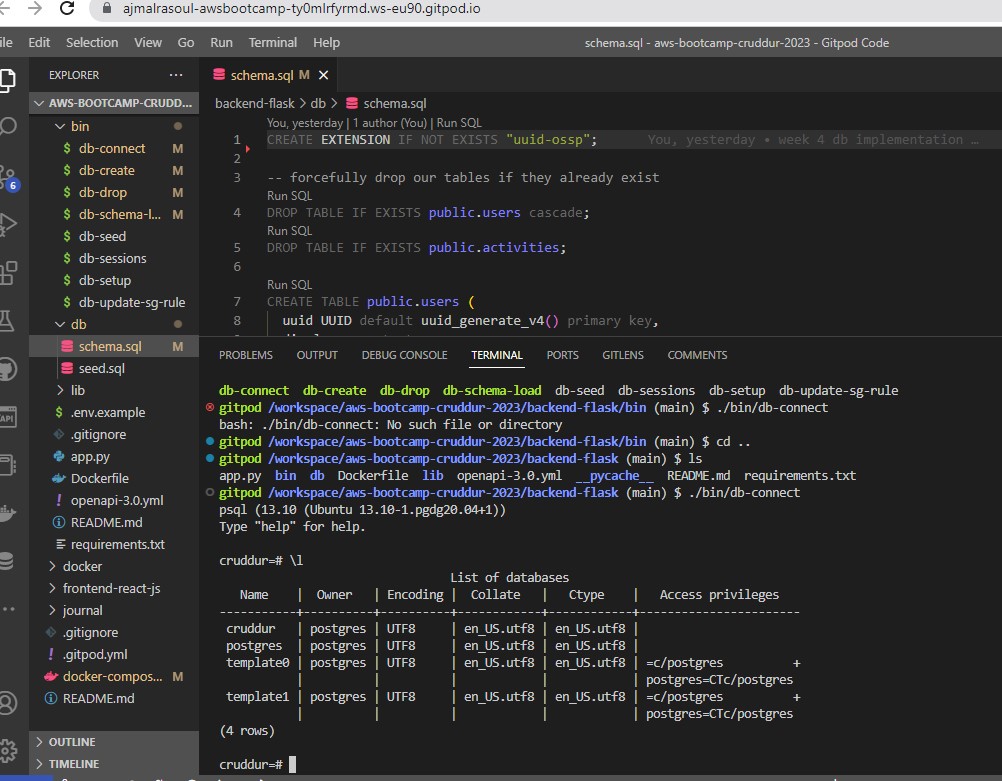 ajmalrasoul-awsbootcamp-ty0mlrfyrmd.ws-eu90.gitpod.io
ile Edit Selection View Go Run Terminal Help schema.sql - aws-bootcamp-cruddur-2023 - Gitpod Code
EXPLORER ···
AWS-BOOTCAMP-CRUDD...
bin
$ db-connect M
$ db-create M
$ db-drop M
$ db-schema-l... M
$ db-seed
$ db-sessions
$ db-setup
$ db-update-sg-rule
db
schema.sql M
seed.sql
lib
$ .env.example
.gitignore
app.py
Dockerfile
! openapi-3.0.yml
README.md
requirements.txt
docker
frontend-react-js
journal
.gitignore
! .gitpod.yml
docker-compos... M
README.md
OUTLINE
TIMELINE
6
API
schema.sql M ×
backend-flask > db > schema.sql
You, yesterday | 1 author (You) | Run SQL
1 CREATE EXTENSION IF NOT EXISTS "uuid-ossp"; You, yesterday • week 4 db implementation …
2
3 -- forcefully drop our tables if they already exist
Run SQL
4 DROP TABLE IF EXISTS public.users cascade;
Run SQL
5 DROP TABLE IF EXISTS public.activities;
6
Run SQL
7 CREATE TABLE public.users (
8 uuid UUID default uuid_generate_v4() primary key,
PROBLEMS OUTPUT DEBUG CONSOLE TERMINAL PORTS GITLENS COMMENTS
db-connect db-create db-drop db-schema-load db-seed db-sessions db-setup db-update-sg-rule
gitpod /workspace/aws-bootcamp-cruddur-2023/backend-flask/bin (main) $ ./bin/db-connect
bash: ./bin/db-connect: No such file or directory
gitpod /workspace/aws-bootcamp-cruddur-2023/backend-flask/bin (main) $ cd ..
gitpod /workspace/aws-bootcamp-cruddur-2023/backend-flask (main) $ ls
app.py bin db Dockerfile lib openapi-3.0.yml __pycache__ README.md requirements.txt
gitpod /workspace/aws-bootcamp-cruddur-2023/backend-flask (main) $ ./bin/db-connect
psql (13.10 (Ubuntu 13.10-1.pgdg20.04+1))
Type "help" for help.
cruddur=# \l
List of databases
Name | Owner | Encoding | Collate | Ctype | Access privileges
-----------+----------+----------+------------+------------+-----------------------
cruddur | postgres | UTF8 | en_US.utf8 | en_US.utf8 |
postgres | postgres | UTF8 | en_US.utf8 | en_US.utf8 |
template0 | postgres | UTF8 | en_US.utf8 | en_US.utf8 | =c/postgres +
| | | | | postgres=CTc/postgres
template1 | postgres | UTF8 | en_US.utf8 | en_US.utf8 | =c/postgres +
| | | | | postgres=CTc/postgres
(4 rows)
cruddur=#